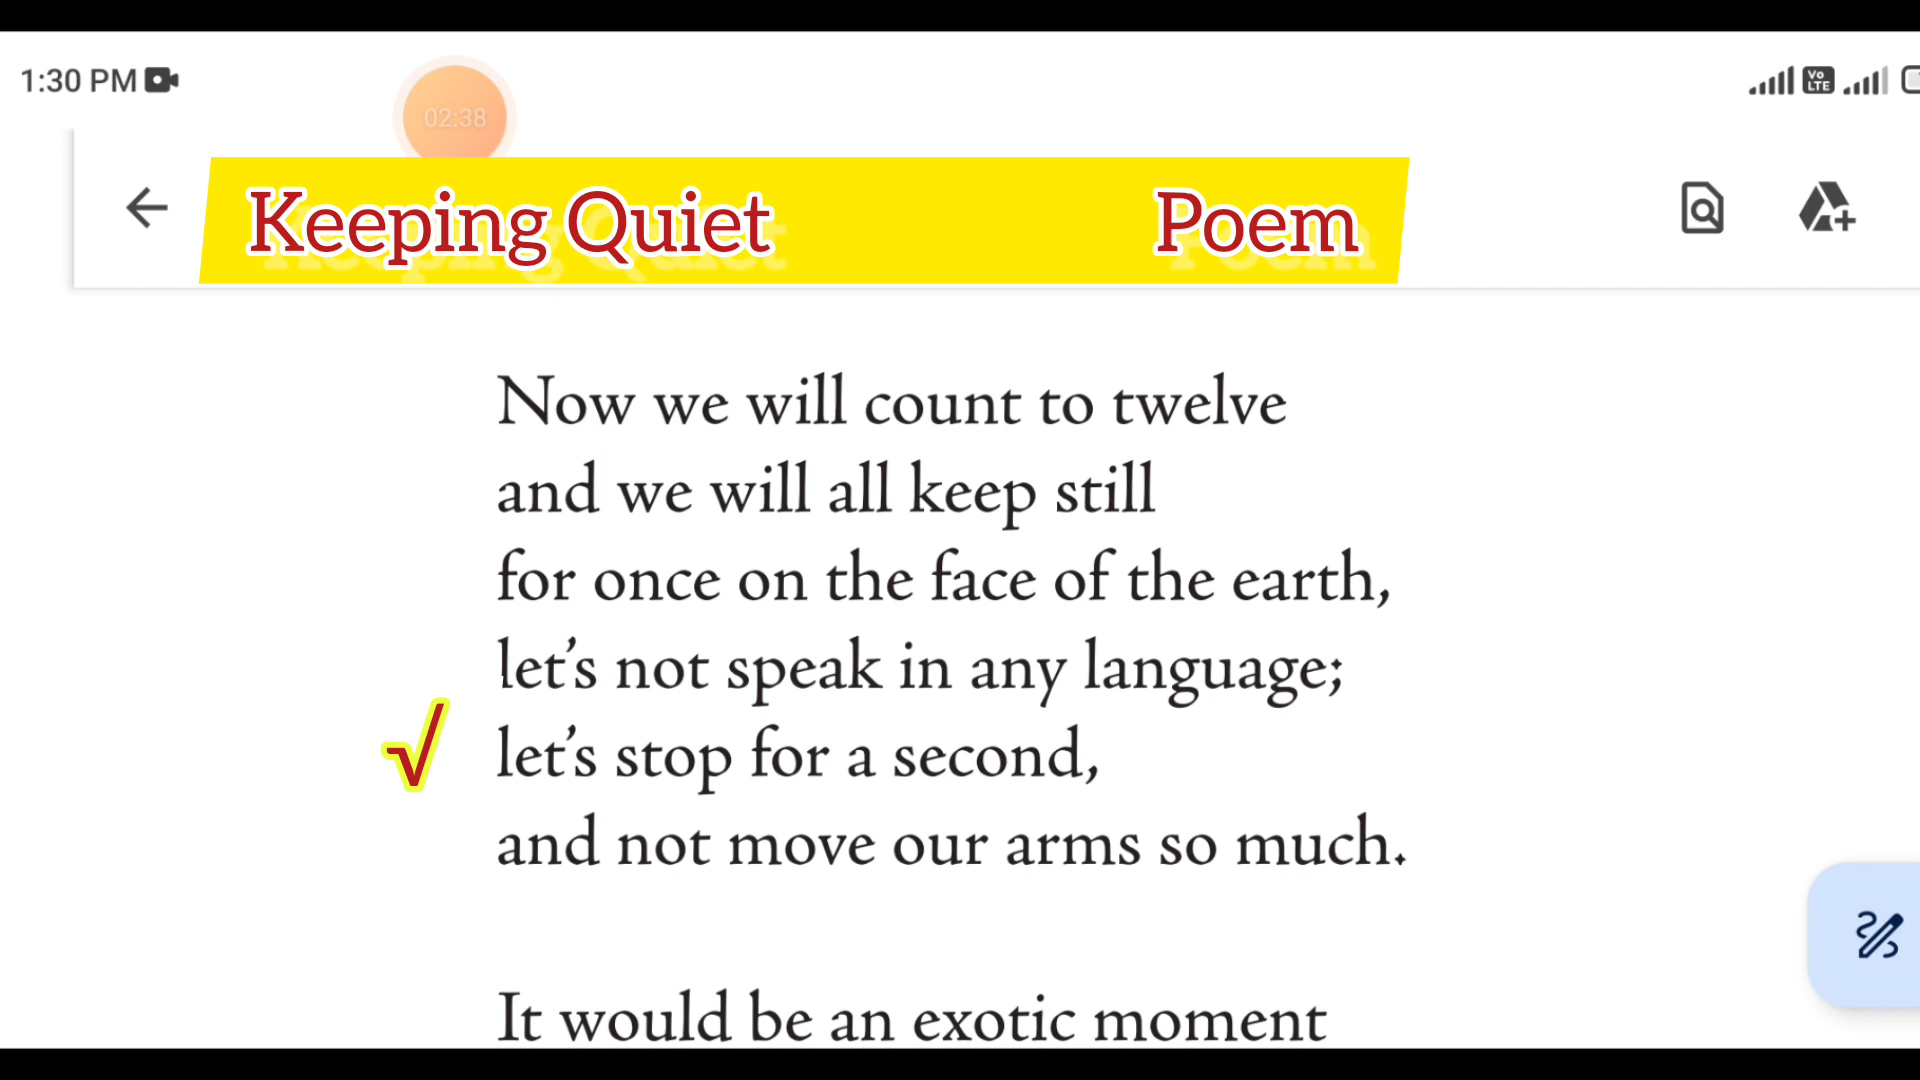 1:30 PM
Vo LTE
02:38
Keeping Quiet Poem
Now we will count to twelve
and we will all keep still
for once on the face of the earth,
let’s not speak in any language;
√ let’s stop for a second,
and not move our arms so much.
It would be an exotic moment